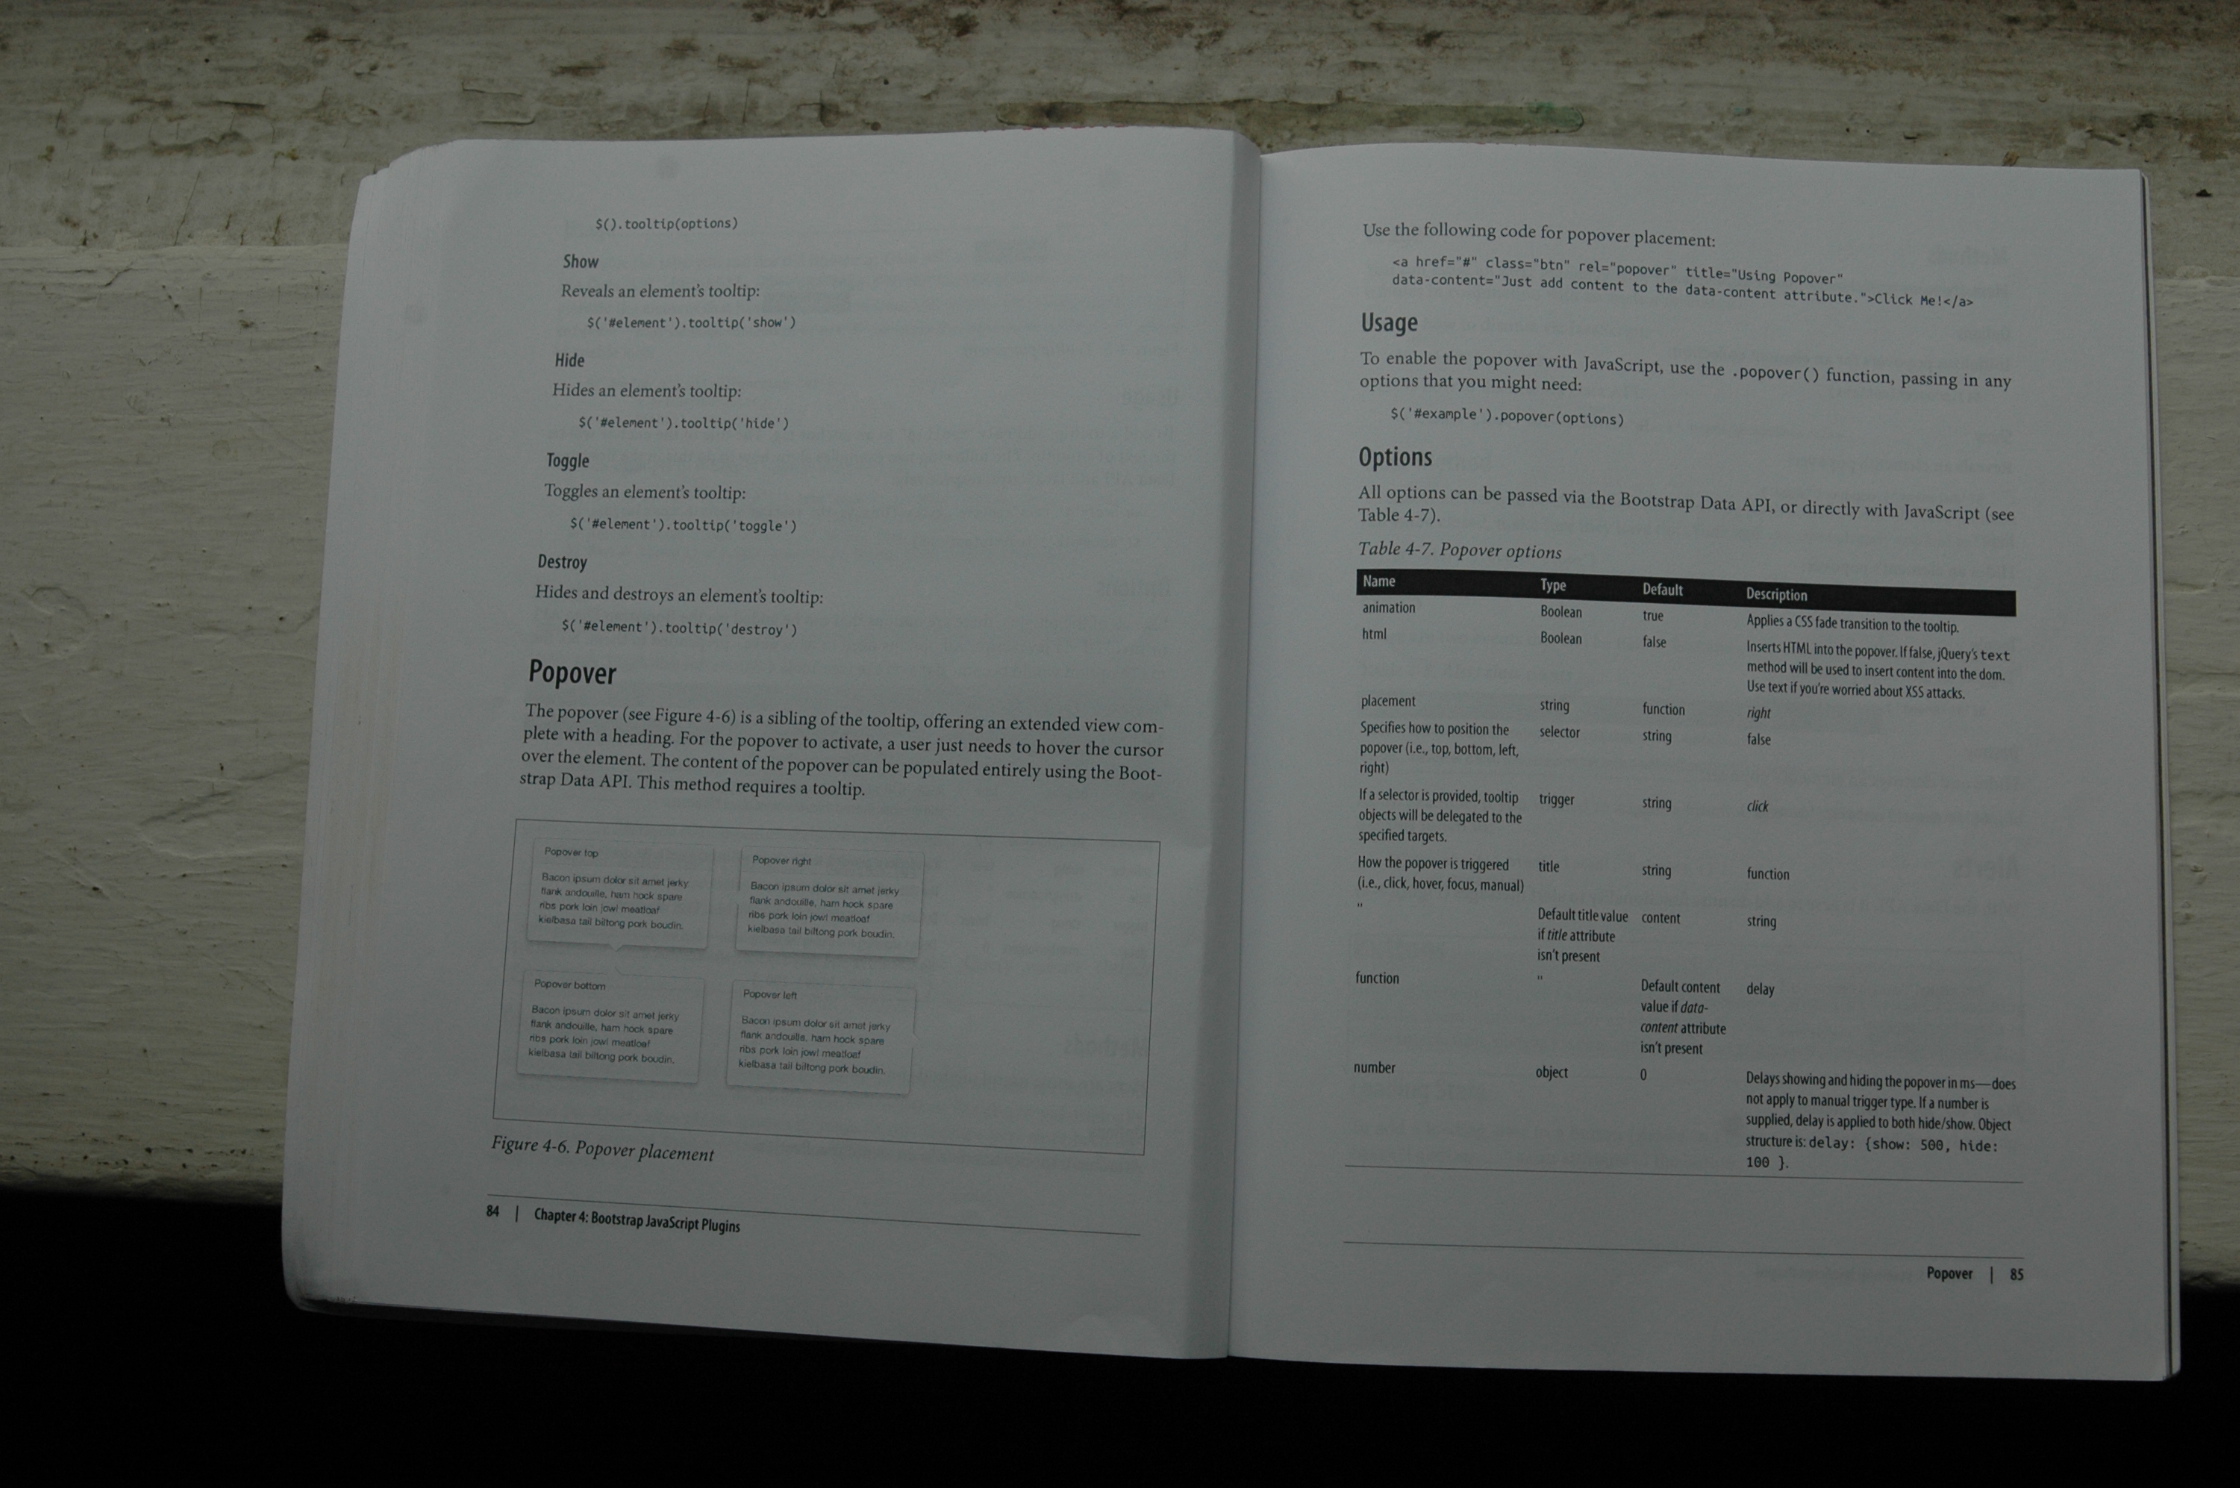 $().tooltip(options)
Show
Reveals an element's tooltip:
$('#element').tooltip('show')
Hide
Hides an element's tooltip:
$('#element').tooltip('hide')
Toggle
Toggles an element's tooltip:
$('#element').tooltip('toggle')
Destroy
Hides and destroys an element's tooltip:
$('#element').tooltip('destroy')
Popover
The popover (see Figure 4-6) is a sibling of the tooltip, offering an extended view com-
plete with a heading. For the popover to activate, a user just needs to hover the cursor
over the element. The content of the popover can be populated entirely using the Boot-
strap Data API. This method requires a tooltip.
Popover top
Bacon ipsum dolor sit amet jerky
flank andouille, ham hock spare
ribs pork loin jowl meatloaf
kielbasa tail biltong pork boudin.
Popover right
Bacon ipsum dolor sit amet jerky
flank andouille, ham hock spare
ribs pork loin jowl meatloaf
kielbasa tail biltong pork boudin.
Popover bottom
Bacon ipsum dolor sit amet jerky
flank andouille, ham hock spare
ribs pork loin jowl meatloaf
kielbasa tail biltong pork boudin.
Popover left
Bacon ipsum dolor sit amet jerky
flank andouille, ham hock spare
ribs pork loin jowl meatloaf
kielbasa tail biltong pork boudin.
Figure 4-6. Popover placement
84 | Chapter 4: Bootstrap JavaScript Plugins
Use the following code for popover placement:
<a href="#" class="btn" rel="popover" title="Using Popover"
data-content="Just add content to the data-content attribute.">Click Me!</a>
Usage
To enable the popover with JavaScript, use the .popover() function, passing in any
options that you might need:
$('#example').popover(options)
Options
All options can be passed via the Bootstrap Data API, or directly with JavaScript (see
Table 4-7).
Table 4-7. Popover options
Name Type Default Description
animation Boolean true Applies a CSS fade transition to the tooltip.
html Boolean false Inserts HTML into the popover. If false, jQuery's text
method will be used to insert content into the dom.
Use text if you're worried about XSS attacks.
placement string function right
Specifies how to position the selector string false
popover (i.e., top, bottom, left,
right)
If a selector is provided, tooltip trigger string click
objects will be delegated to the
specified targets.
How the popover is triggered title string function
(i.e., click, hover, focus, manual)
'' Default title value content string
if title attribute
isn't present
function '' Default content delay
value if data-
content attribute
isn't present
number object 0 Delays showing and hiding the popover in ms—does
not apply to manual trigger type. If a number is
supplied, delay is applied to both hide/show. Object
structure is: delay: {show: 500, hide:
100 }.
Popover | 85